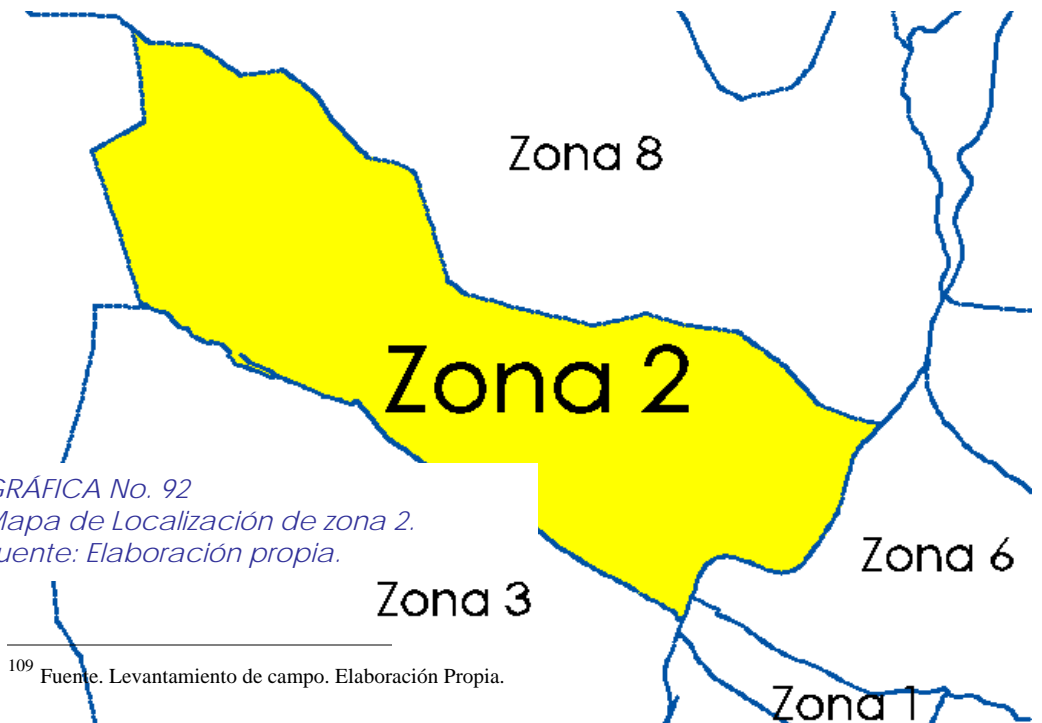 Zona 8
Zona 2
GRÁFICA No. 92
Mapa de Localización de zona 2.
Fuente: Elaboración propia.
Zona 6
Zona 3
109 Fuente. Levantamiento de campo. Elaboración Propia.
Zona 1